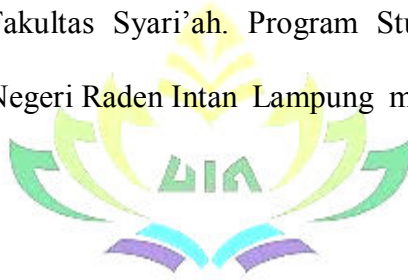 Fakultas Syari’ah. Program Stu
Negeri Raden Intan Lampung m
UIN